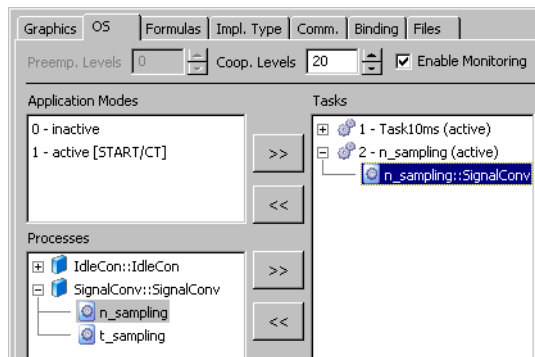 Graphics OS Formulas Impl. Type Comm. Binding Files
Preemp. Levels 0 Coop. Levels 20 Enable Monitoring
Application Modes
0 - inactive
1 - active [START/CT]
>>
<<
Tasks
1 - Task10ms (active)
2 - n_sampling (active)
n_sampling::SignalConv
Processes
IdleCon::IdleCon
SignalConv::SignalConv
n_sampling
t_sampling
>>
<<